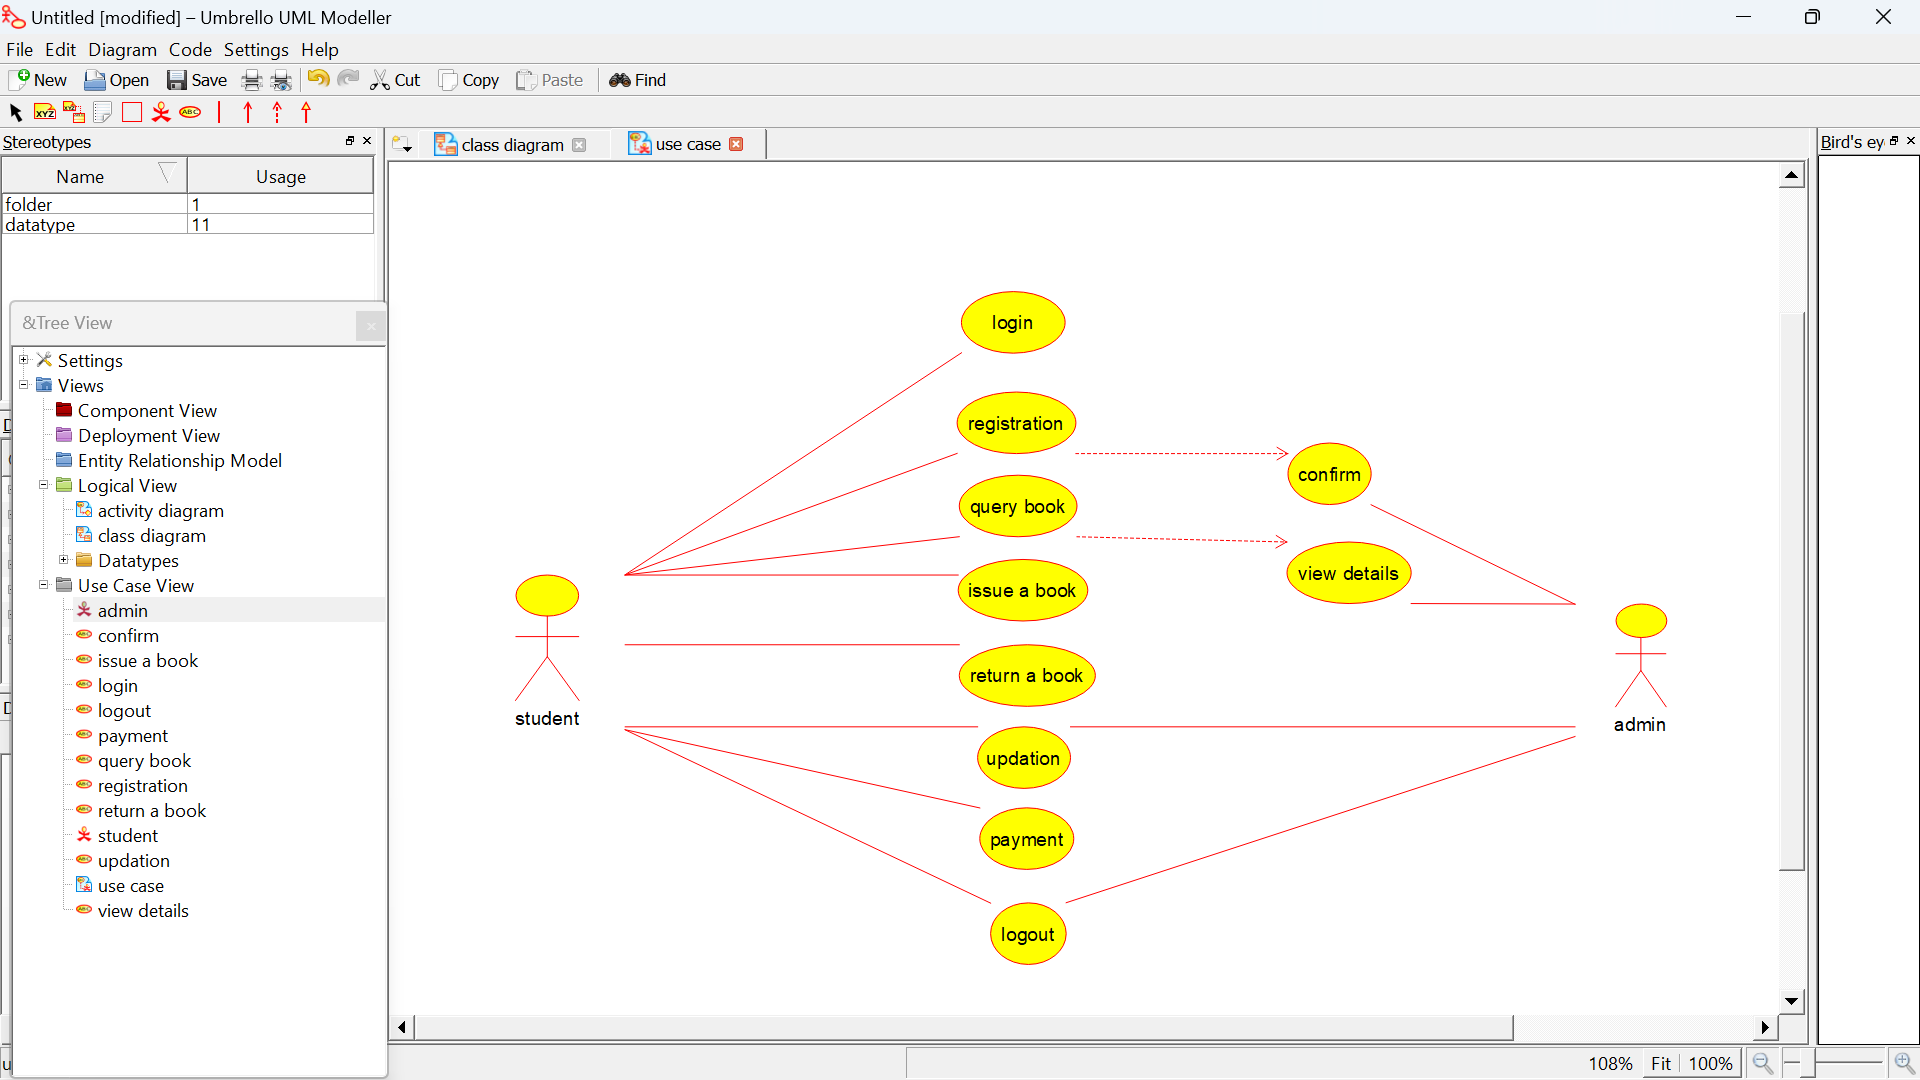 Untitled [modified] – Umbrello UML Modeller
File Edit Diagram Code Settings Help
New Open Save Cut Copy Paste Find
XYZ XYZ ABC
Stereotypes
Name Usage
folder 1
datatype 11
&Tree View
Settings
Views
Component View
Deployment View
Entity Relationship Model
Logical View
activity diagram
class diagram
Datatypes
Use Case View
admin
confirm
issue a book
login
logout
payment
query book
registration
return a book
student
updation
use case
view details
class diagram use case
login
registration
query book
issue a book
return a book
updation
payment
logout
confirm
view details
student
admin
Bird's ey
108% Fit 100%